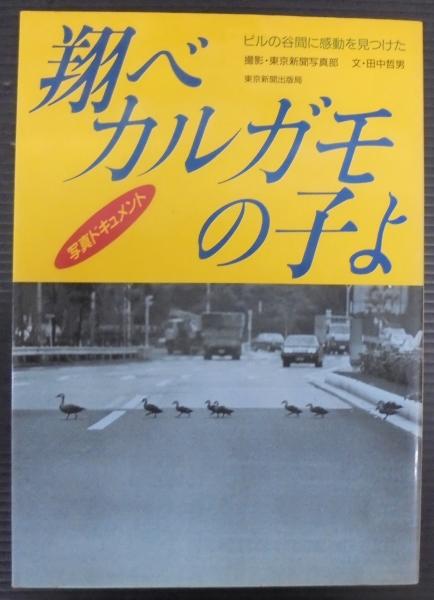 ビルの谷間に感動を見つけた
撮影・東京新聞写真部　文・田中哲男
東京新聞出版局
翔べ
カルガモ
の子よ
写真ドキュメント